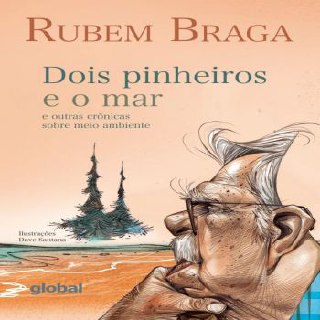 RUBEM BRAGA
Dois pinheiros
e o mar
e outras crônicas
sobre meio ambiente
Ilustrações
Dave Santana
global